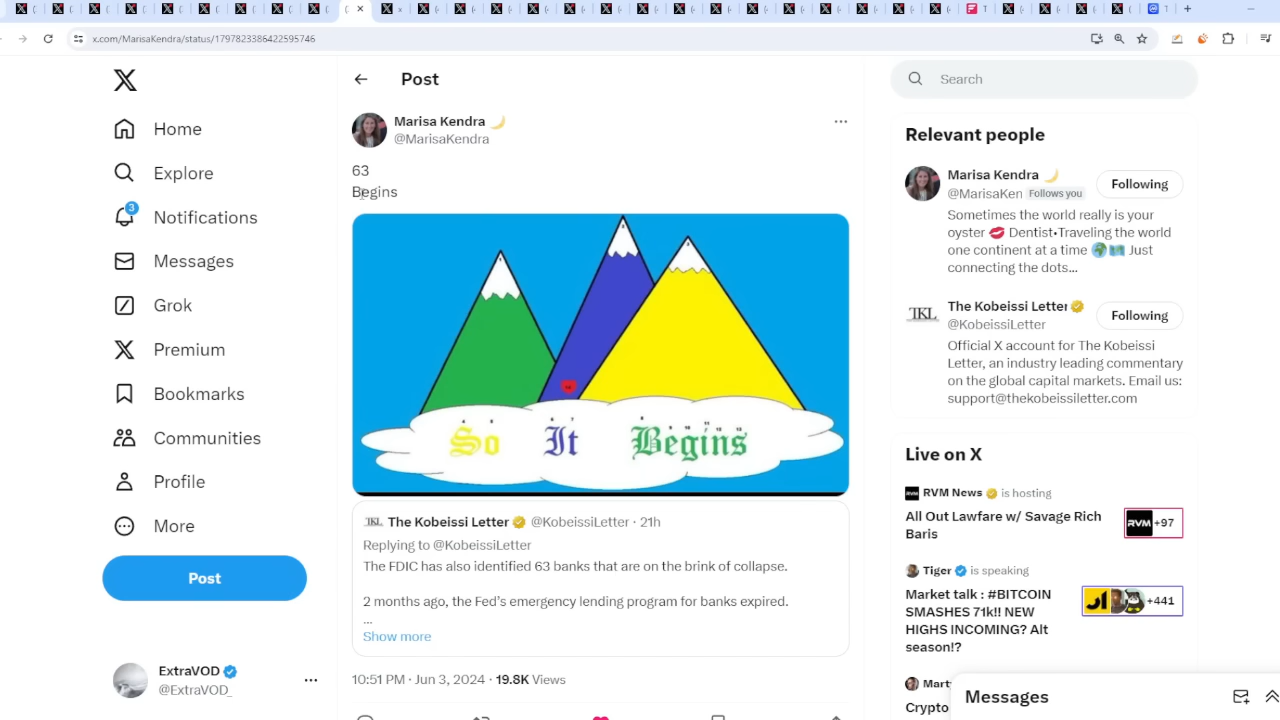 x.com/MarisaKendra/status/1797823386422595746
Home
Explore
3
Notifications
Messages
Grok
Premium
Bookmarks
Communities
Profile
More
Post
ExtraVOD
@ExtraVOD_
Post
Marisa Kendra
@MarisaKendra
63
Begins
So It Begins
TKL The Kobeissi Letter @KobeissiLetter · 21h
Replying to @KobeissiLetter
The FDIC has also identified 63 banks that are on the brink of collapse.
2 months ago, the Fed’s emergency lending program for banks expired.
...
Show more
10:51 PM · Jun 3, 2024 · 19.8K Views
Search
Relevant people
Marisa Kendra
@MarisaKen Follows you
Following
Sometimes the world really is your
oyster Dentist•Traveling the world
one continent at a time Just
connecting the dots...
TKL
The Kobeissi Letter
@KobeissiLetter
Following
Official X account for The Kobeissi
Letter, an industry leading commentary
on the global capital markets. Email us:
support@thekobeissiletter.com
Live on X
RVM News is hosting
All Out Lawfare w/ Savage Rich
Baris
RVM +97
Tiger is speaking
Market talk : #BITCOIN
SMASHES 71k!! NEW
HIGHS INCOMING? Alt
season!?
+441
Crypto
Messages